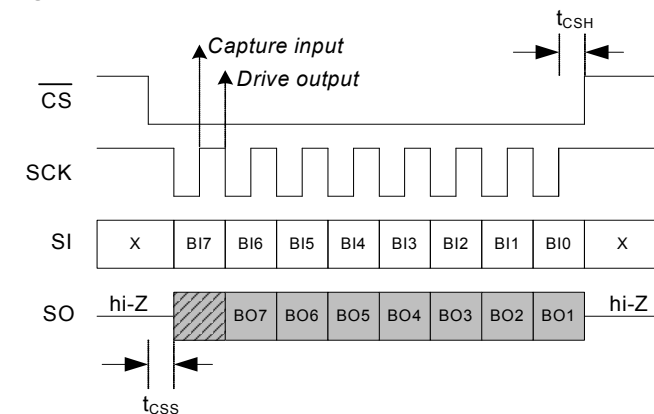 tCSH
Capture input
Drive output
CS
SCK
SI X BI7 BI6 BI5 BI4 BI3 BI2 BI1 BI0 X
SO hi-Z BO7 BO6 BO5 BO4 BO3 BO2 BO1 hi-Z
tCSS